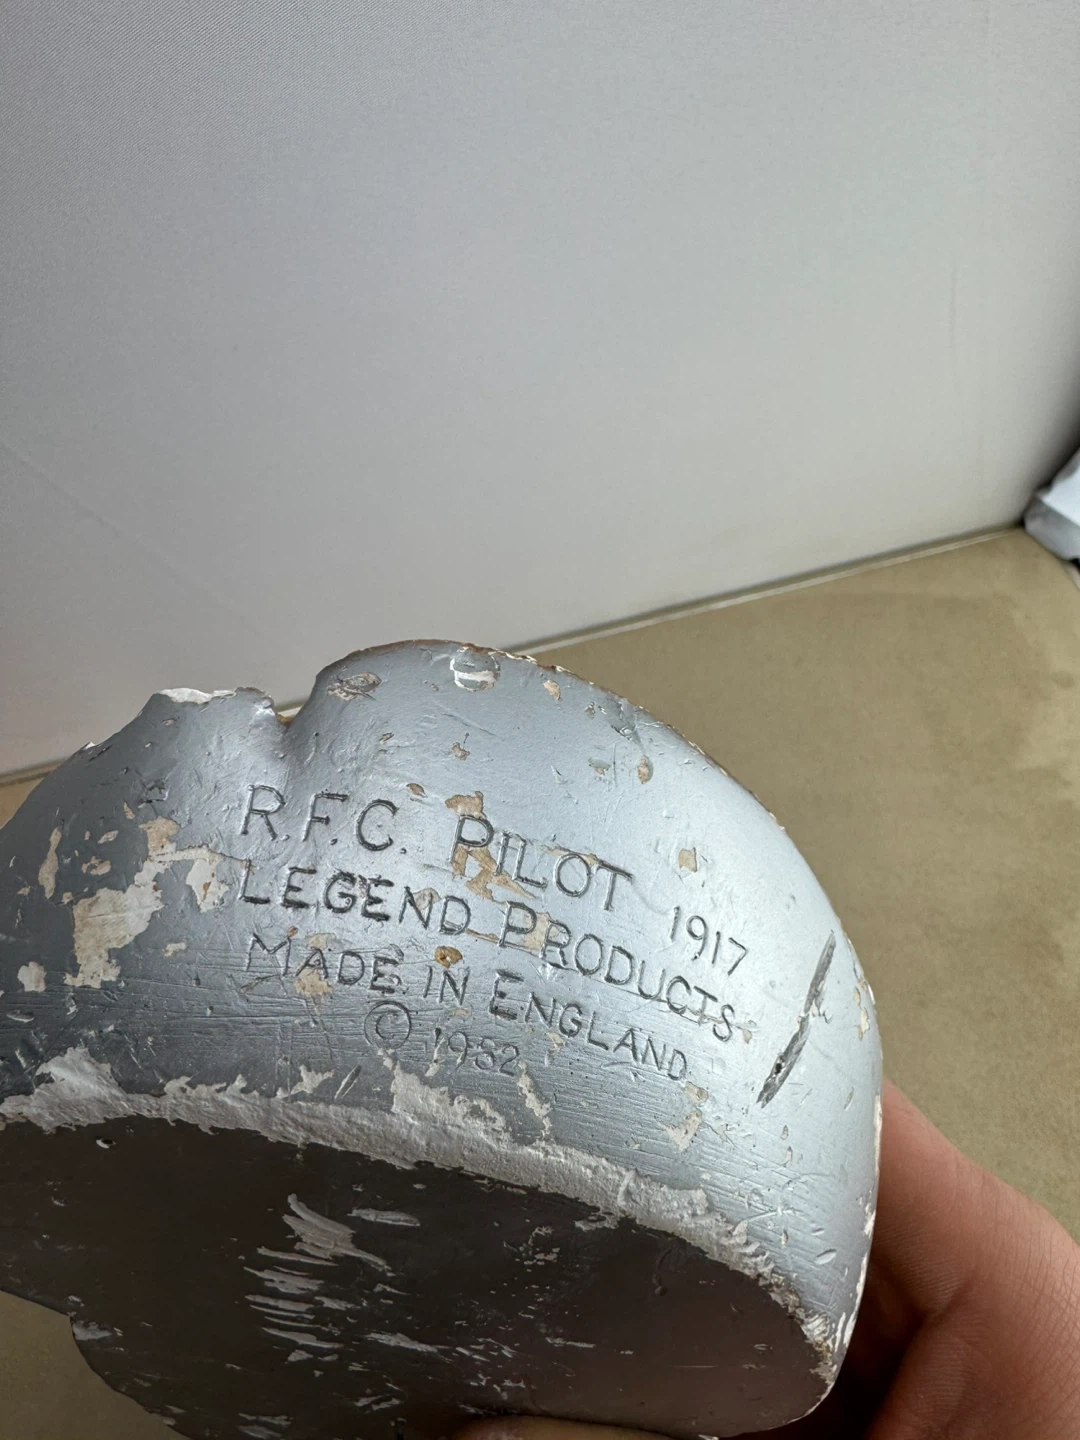 R.F.C. PILOT 1917
LEGEND PRODUCTS
MADE IN ENGLAND
© 1982